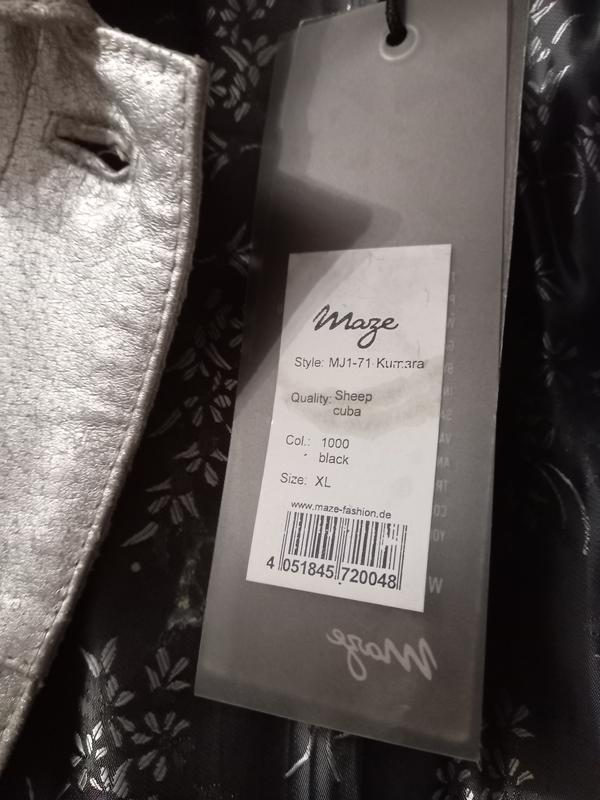 Maze
Style: MJ1-71 Kumara
Quality: Sheep
cuba
Col.: 1000
black
Size: XL
www.maze-fashion.de
4 051845 720048
Maze